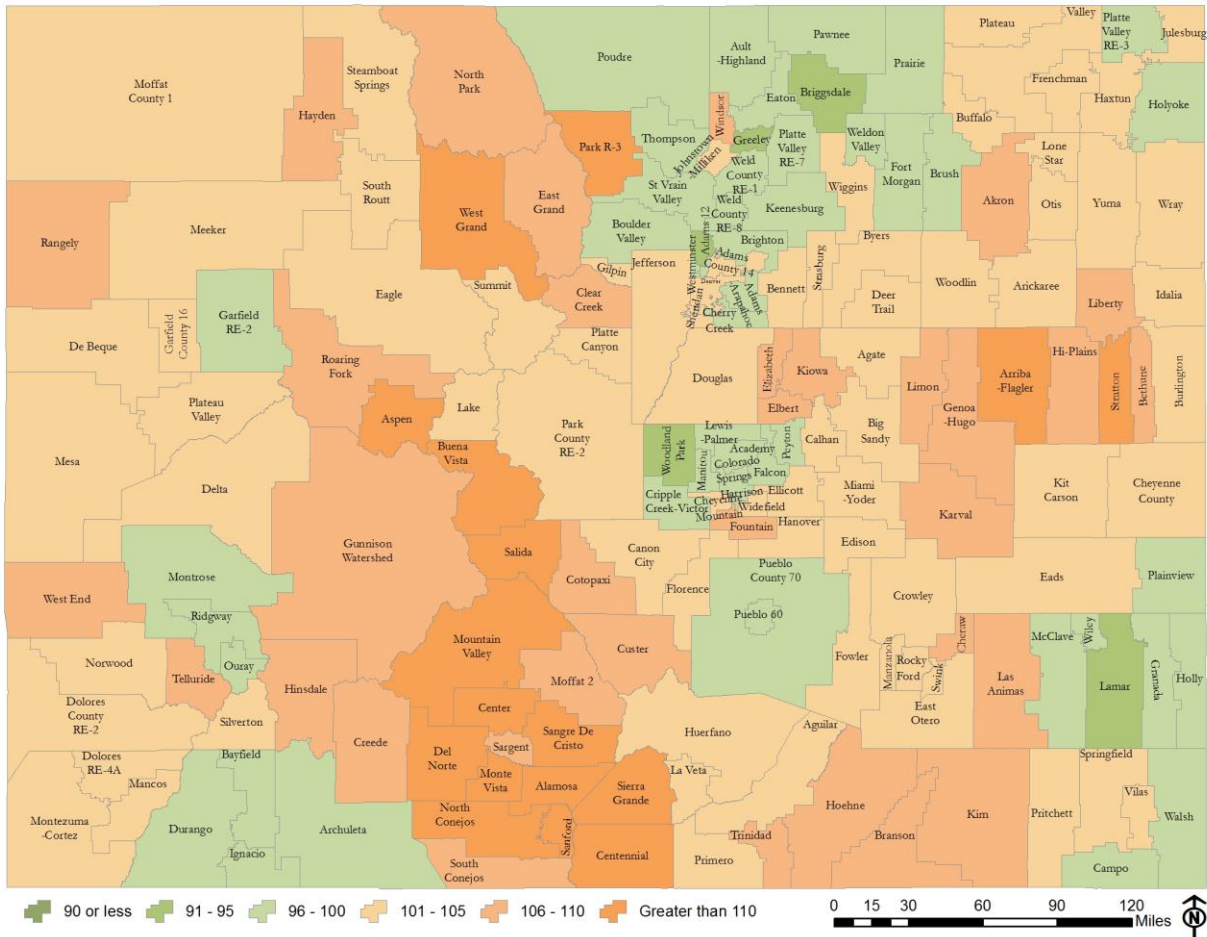 Plateau
Valley
Platte
Valley
RE-3
Julesburg
Moffat
County 1
Steamboat
Springs
North
Park
Poudre
Ault
-Highland
Pawnee
Prairie
Frenchman
Haxtun
Holyoke
Hayden
Eaton
Briggsdale
Buffalo
Park R-3
Thompson
Windsor
Johnstown
-Milliken
Greeley
Platte
Valley
RE-7
Weldon
Valley
Fort
Morgan
Brush
Lone
Star
Akron
Otis
Yuma
Wray
South
Routt
West
Grand
East
Grand
St Vrain
Valley
Weld
County
RE-1
Weld
County
RE-8
Keenesburg
Wiggins
Rangely
Meeker
Boulder
Valley
Adams 12
Brighton
Byers
Gilpin
Jefferson
Westminster
Adams
County 14
Strasburg
Bennett
Deer
Trail
Woodlin
Arickaree
Idalia
Eagle
Summit
Clear
Creek
Denver
Sheridan
Adams
Arapahoe
Cherry
Creek
Liberty
Garfield
RE-2
Garfield
County 16
De Beque
Platte
Canyon
Roaring
Fork
Douglas
Elizabeth
Kiowa
Elbert
Agate
Limon
Genoa
-Hugo
Arriba
-Flagler
Hi-Plains
Stratton
Bethune
Burlington
Plateau
Valley
Aspen
Lake
Park
County
RE-2
Buena
Vista
Mesa
Woodland
Park
Lewis
-Palmer
Manitou
Academy
Colorado
Springs
Falcon
Peyton
Calhan
Big
Sandy
Delta
Cripple
Creek-Victor
Cheyenne
Mountain
Harrison
Widefield
Ellicott
Fountain
Hanover
Miami
-Yoder
Kit
Carson
Cheyenne
County
Karval
Edison
Gunnison
Watershed
Salida
Cotopaxi
Canon
City
Florence
Pueblo
County 70
Pueblo 60
Montrose
West End
Ridgway
Ouray
Crowley
Eads
Plainview
Mountain
Valley
Custer
Fowler
Manzanola
Rocky
Ford
Swink
Cheraw
East
Otero
Las
Animas
McClave
Wiley
Lamar
Granada
Holly
Norwood
Telluride
Hinsdale
Moffat 2
Dolores
County
RE-2
Silverton
Creede
Center
Sangre De
Cristo
Sargent
Del
Norte
Monte
Vista
Alamosa
Huerfano
Aguilar
La Veta
Sierra
Grande
Springfield
Dolores
RE-4A
Mancos
Montezuma
-Cortez
Bayfield
Durango
Ignacio
Archuleta
North
Conejos
Sanford
South
Conejos
Centennial
Primero
Trinidad
Hoehne
Branson
Kim
Pritchett
Vilas
Walsh
Campo
90 or less
91 - 95
96 - 100
101 - 105
106 - 110
Greater than 110
0 15 30 60 90 120
Miles
N